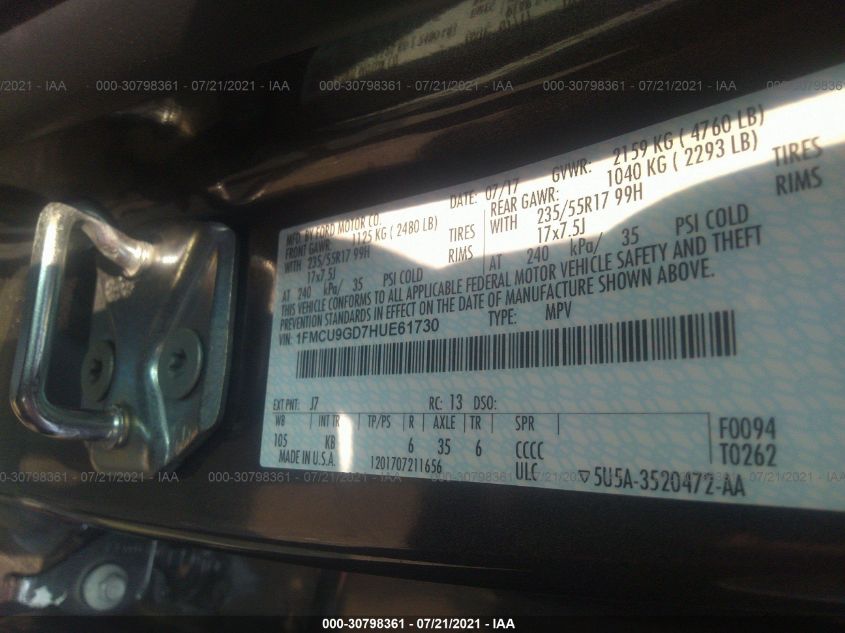 000-30798361 - 07/21/2021 - IAA
MFD. BY FORD MOTOR CO.
DATE: 07/17 GVWR: 2159 KG ( 4760 LB)
FRONT GAWR: 1125 KG ( 2480 LB)
REAR GAWR: 1040 KG ( 2293 LB)
WITH 235/55R17 99H TIRES
WITH 235/55R17 99H TIRES
17x7.5J RIMS
17x7.5J RIMS
AT 240 kPa/ 35 PSI COLD
AT 240 kPa/ 35 PSI COLD
THIS VEHICLE CONFORMS TO ALL APPLICABLE FEDERAL MOTOR VEHICLE SAFETY AND THEFT
PREVENTION STANDARDS IN EFFECT ON THE DATE OF MANUFACTURE SHOWN ABOVE.
VIN: 1FMCU9GD7HUE61730 TYPE: MPV
EXT PNT: J7 RC: 13 DSO:
WB INT TR TP/PS R AXLE TR SPR
105 KB 6 35 6 CCCC
F0094
T0262
MADE IN U.S.A. 1201707211656 ULC
5U5A-3520472-AA
000-30798361 - 07/21/2021 - IAA
000-30798361 - 07/21/2021 - IAA